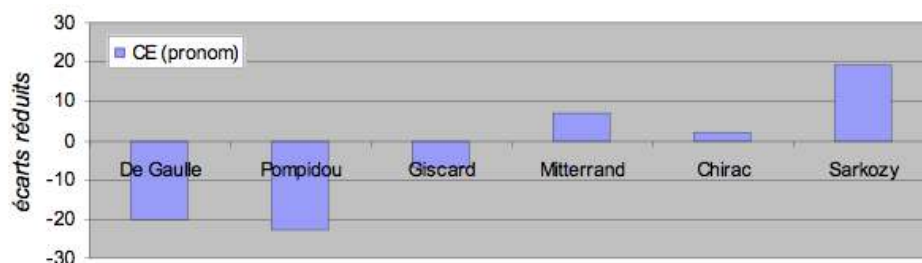 30
CE (pronom)
20
10
0
-10
-20
-30
écarts réduits
De Gaulle Pompidou Giscard Mitterrand Chirac Sarkozy